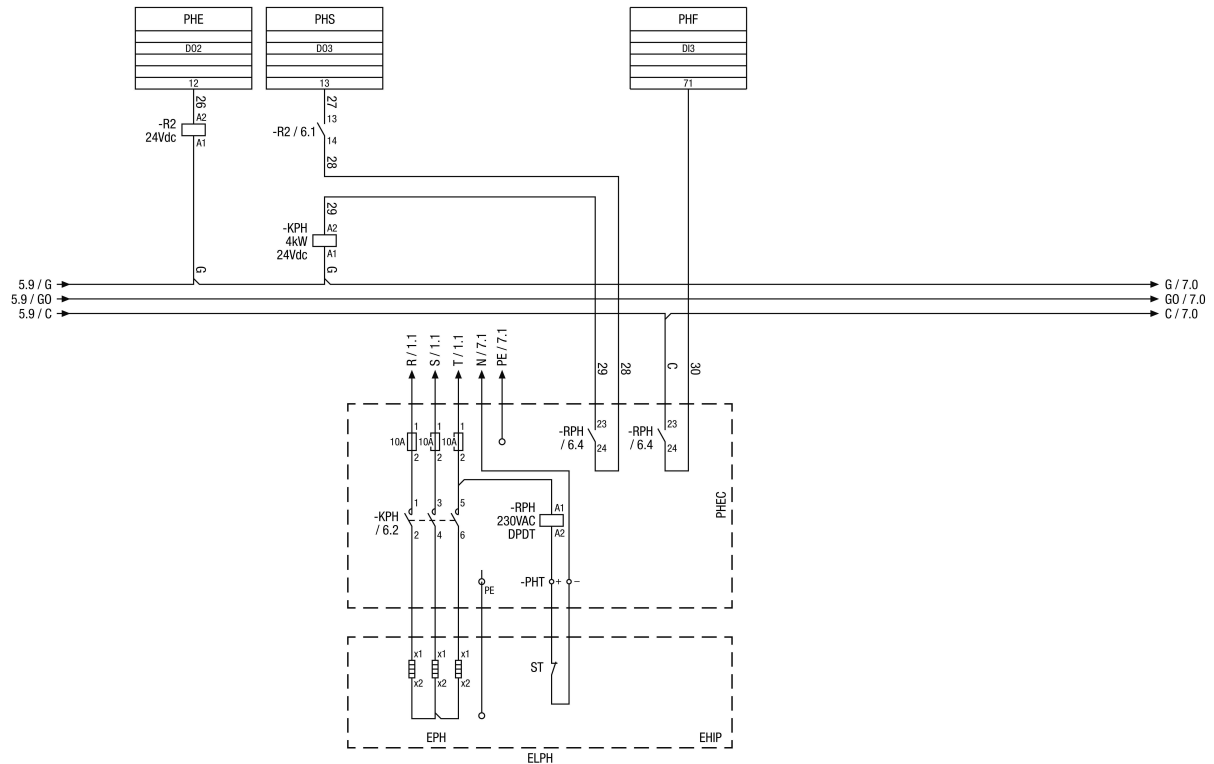 PHE
PHS
PHF
DO2
DO3
DI3
12
13
71
26
27
A2
-R2
24Vdc
A1
13
-R2 / 6.1
14
28
29
-KPH
4kW
24Vdc
A2
A1
G
G
5.9 / G
G / 7.0
5.9 / GO
GO / 7.0
5.9 / C
C / 7.0
R / 1.1
S / 1.1
T / 1.1
N / 7.1
PE / 7.1
29
28
C
30
1
1
1
10A
10A
10A
2
2
2
-RPH
/ 6.4
23
24
-RPH
/ 6.4
23
24
PHEC
-KPH
/ 6.2
1
3
5
2
4
6
-RPH
230VAC
DPDT
A1
A2
-PHT
+
–
PE
x1
x1
x1
x2
x2
x2
ST
EPH
EHIP
ELPH